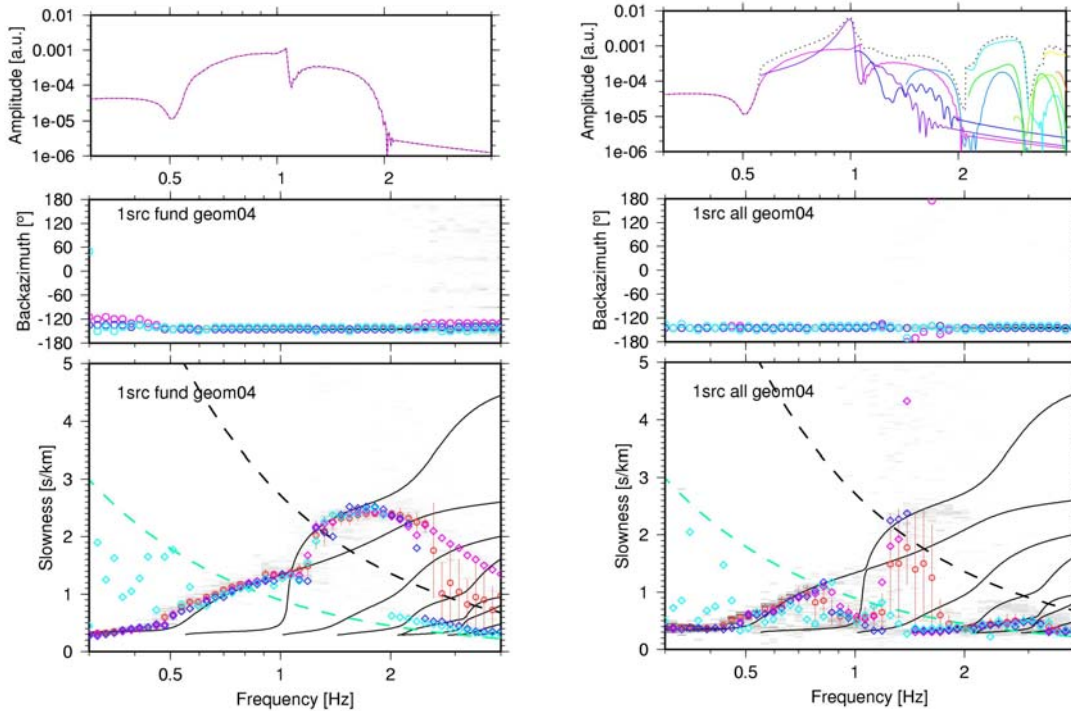 0.01
0.001
1e-04
1e-05
1e-06
Amplitude [a.u.]
0.5 1 2
180
120
60
0
-60
-120
-180
Backazimuth [º]
1src fund geom04
5
4
3
2
1
0
Slowness [s/km]
1src fund geom04
0.5 1 2
Frequency [Hz]
0.01
0.001
1e-04
1e-05
1e-06
Amplitude [a.u.]
0.5 1 2
180
120
60
0
-60
-120
-180
Backazimuth [º]
1src all geom04
5
4
3
2
1
0
Slowness [s/km]
1src all geom04
0.5 1 2
Frequency [Hz]